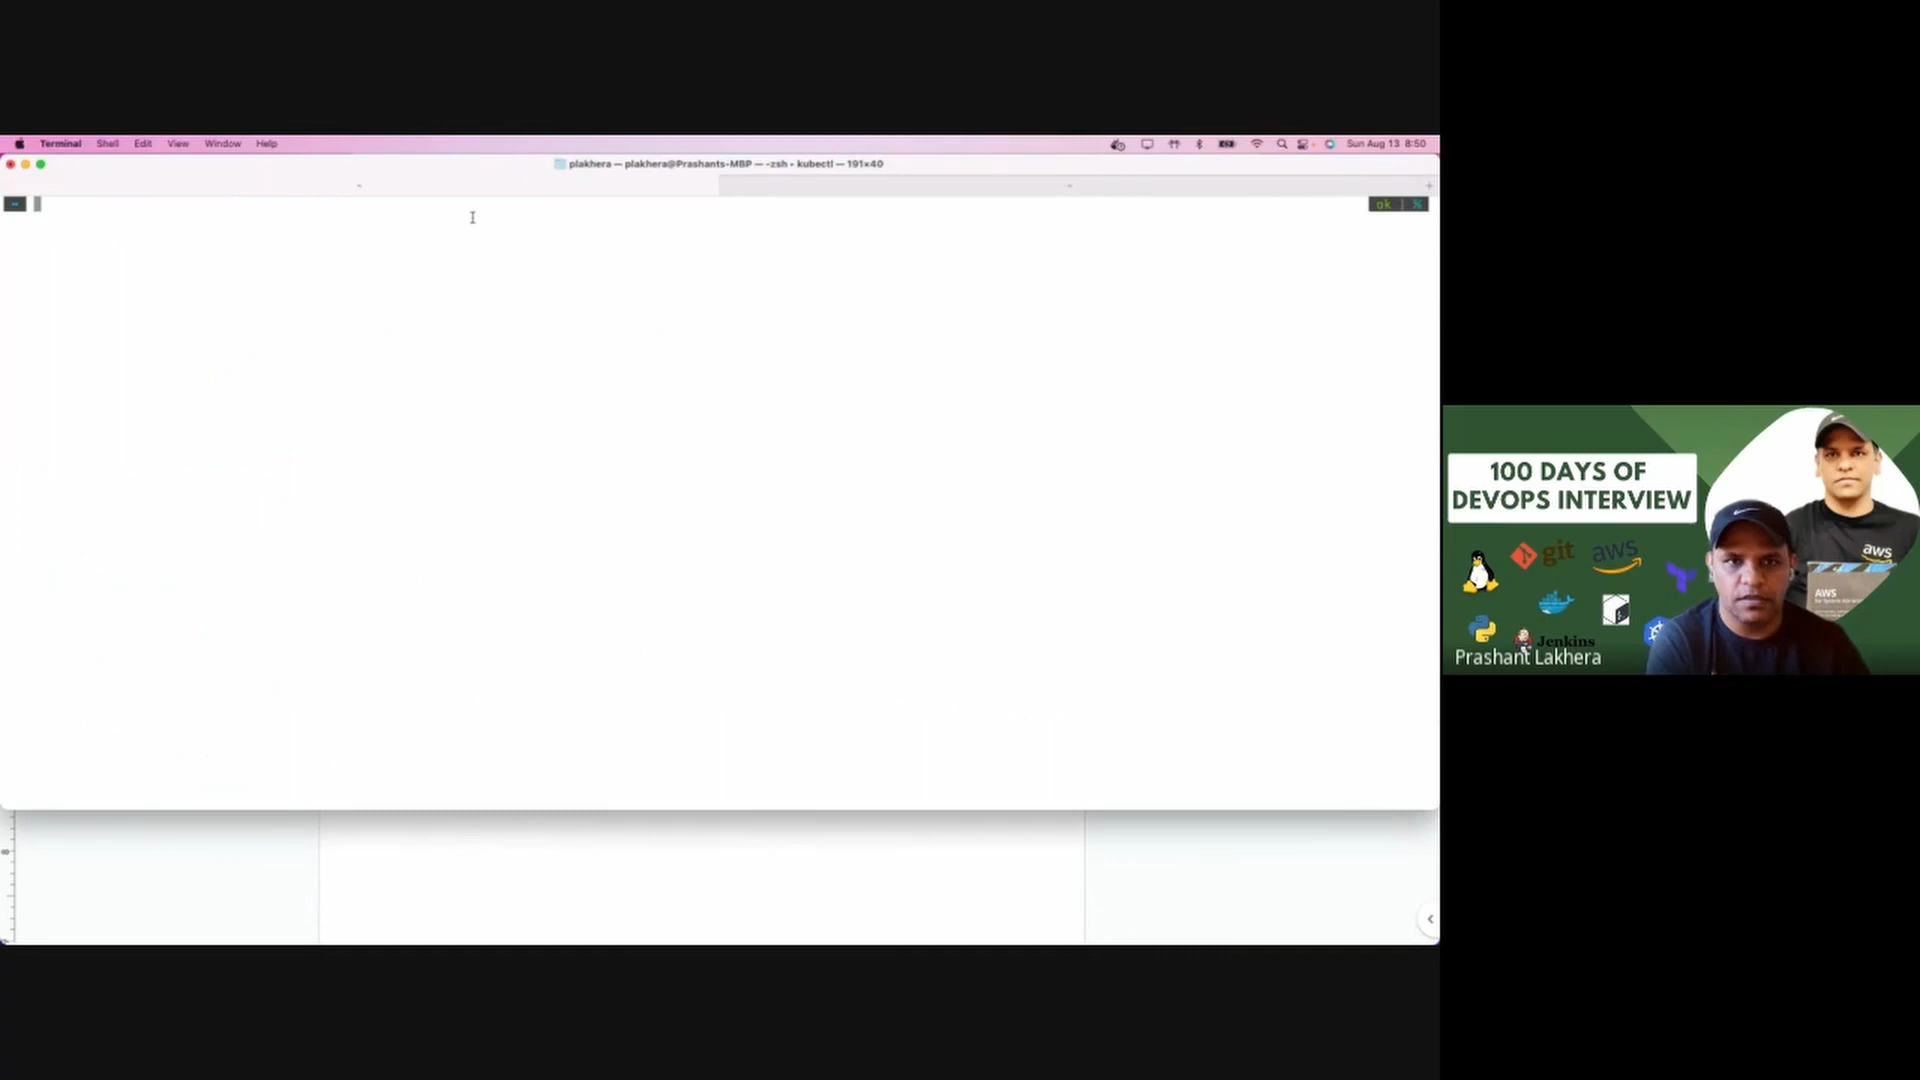 Terminal Shell Edit View Window Help
Sun Aug 13 8:50
plakhera — plakhera@Prashants-MBP — -zsh • kubectl — 191×40
~
ok | %
100 DAYS OF
DEVOPS INTERVIEW
git
aws
aws
AWS
Jenkins
Prashant Lakhera